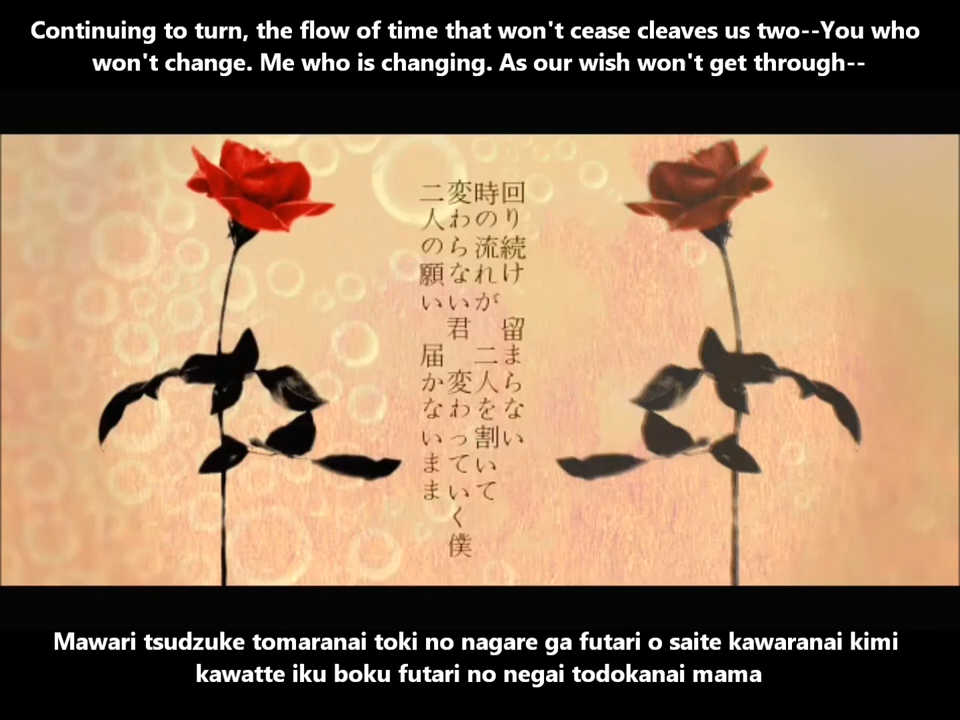 Continuing to turn, the flow of time that won't cease cleaves us two--You who
won't change. Me who is changing. As our wish won't get through--
回り続け 留まらない
時の流れが 二人を割いて
変わらない君 変わっていく僕
二人の願い 届かないまま
Mawari tsudzuke tomaranai toki no nagare ga futari o saite kawaranai kimi
kawatte iku boku futari no negai todokanai mama